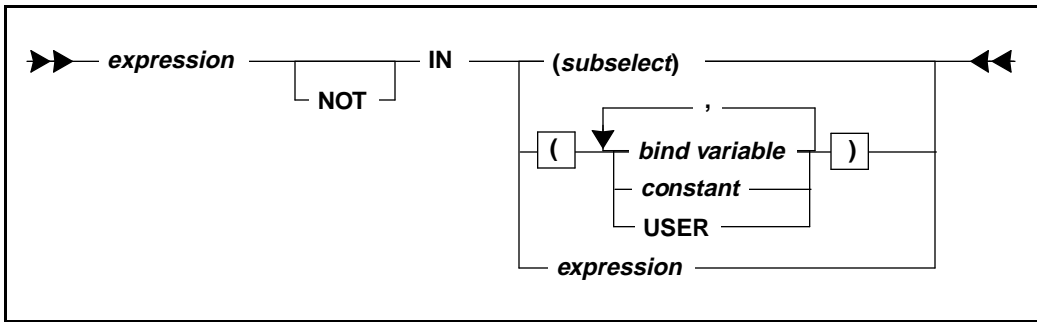 expression IN (subselect)
NOT
,
( bind variable )
constant
USER
expression